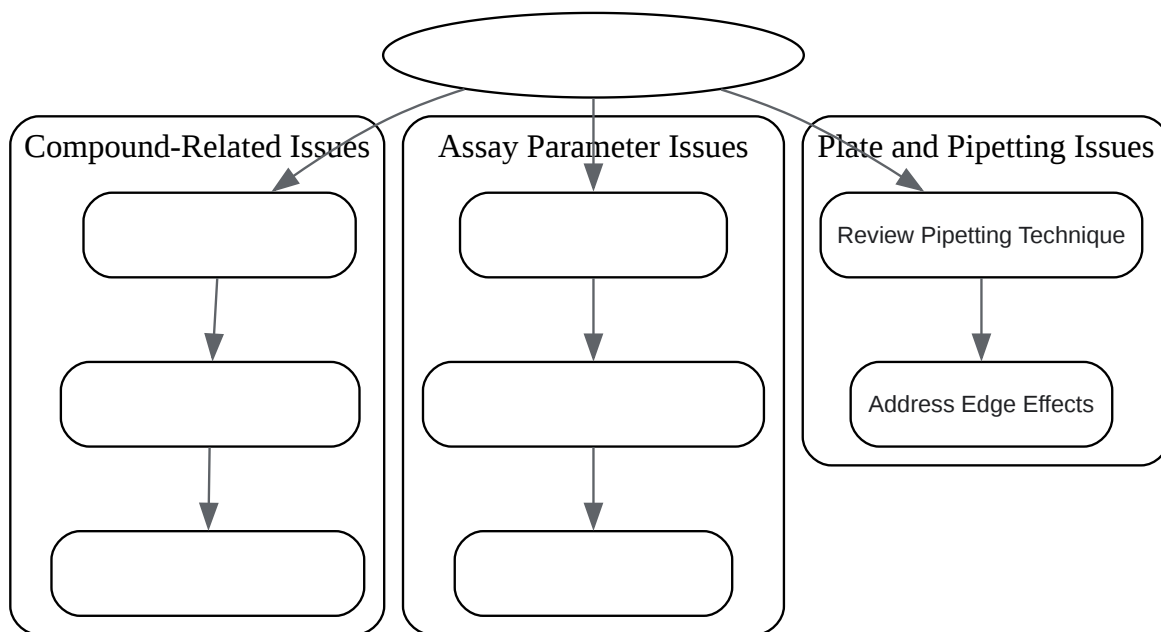 Compound-Related Issues
Assay Parameter Issues
Plate and Pipetting Issues
Review Pipetting Technique
Address Edge Effects